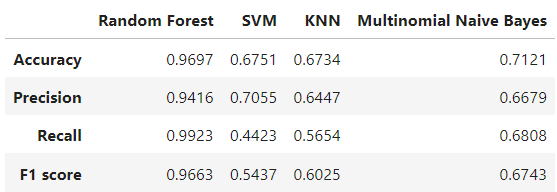 Random Forest SVM KNN Multinomial Naive Bayes
Accuracy 0.9697 0.6751 0.6734 0.7121
Precision 0.9416 0.7055 0.6447 0.6679
Recall 0.9923 0.4423 0.5654 0.6808
F1 score 0.9663 0.5437 0.6025 0.6743